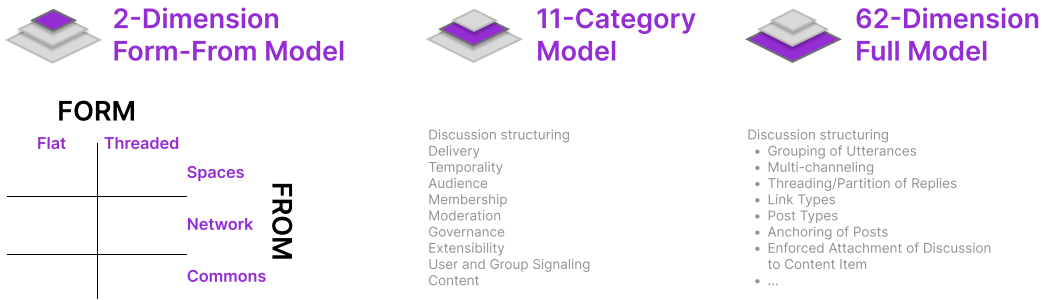 2-Dimension
Form-From Model
FORM
Flat
Threaded
Spaces
Network
Commons
FROM
11-Category
Model
Discussion structuring
Delivery
Temporality
Audience
Membership
Moderation
Governance
Extensibility
User and Group Signaling
Content
62-Dimension
Full Model
Discussion structuring
• Grouping of Utterances
• Multi-channeling
• Threading/Partition of Replies
• Link Types
• Post Types
• Anchoring of Posts
• Enforced Attachment of Discussion
to Content Item
• ...